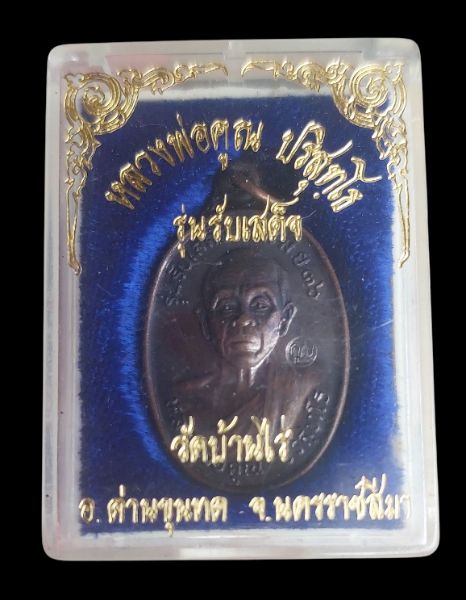 หลวงพ่อคูณ ปริสุทโธ
รุ่นรับเสด็จ
วัดบ้านไร่
คูณ
อ. ด่านขุนทด จ. นครราชสีมา